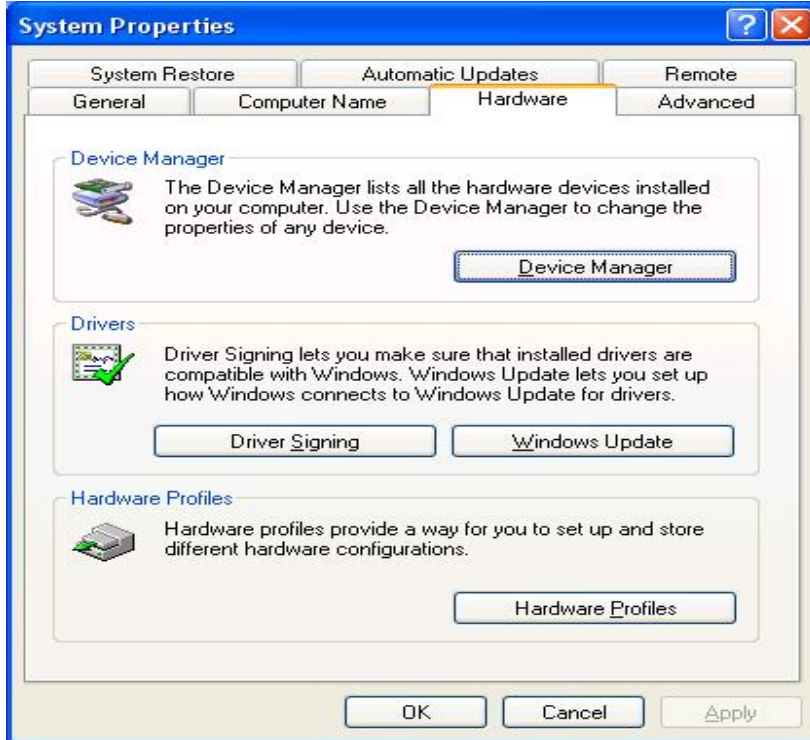 System Properties
System Restore Automatic Updates Remote
General Computer Name Hardware Advanced
Device Manager
The Device Manager lists all the hardware devices installed
on your computer. Use the Device Manager to change the
properties of any device.
Device Manager
Drivers
Driver Signing lets you make sure that installed drivers are
compatible with Windows. Windows Update lets you set up
how Windows connects to Windows Update for drivers.
Driver Signing Windows Update
Hardware Profiles
Hardware profiles provide a way for you to set up and store
different hardware configurations.
Hardware Profiles
OK Cancel Apply